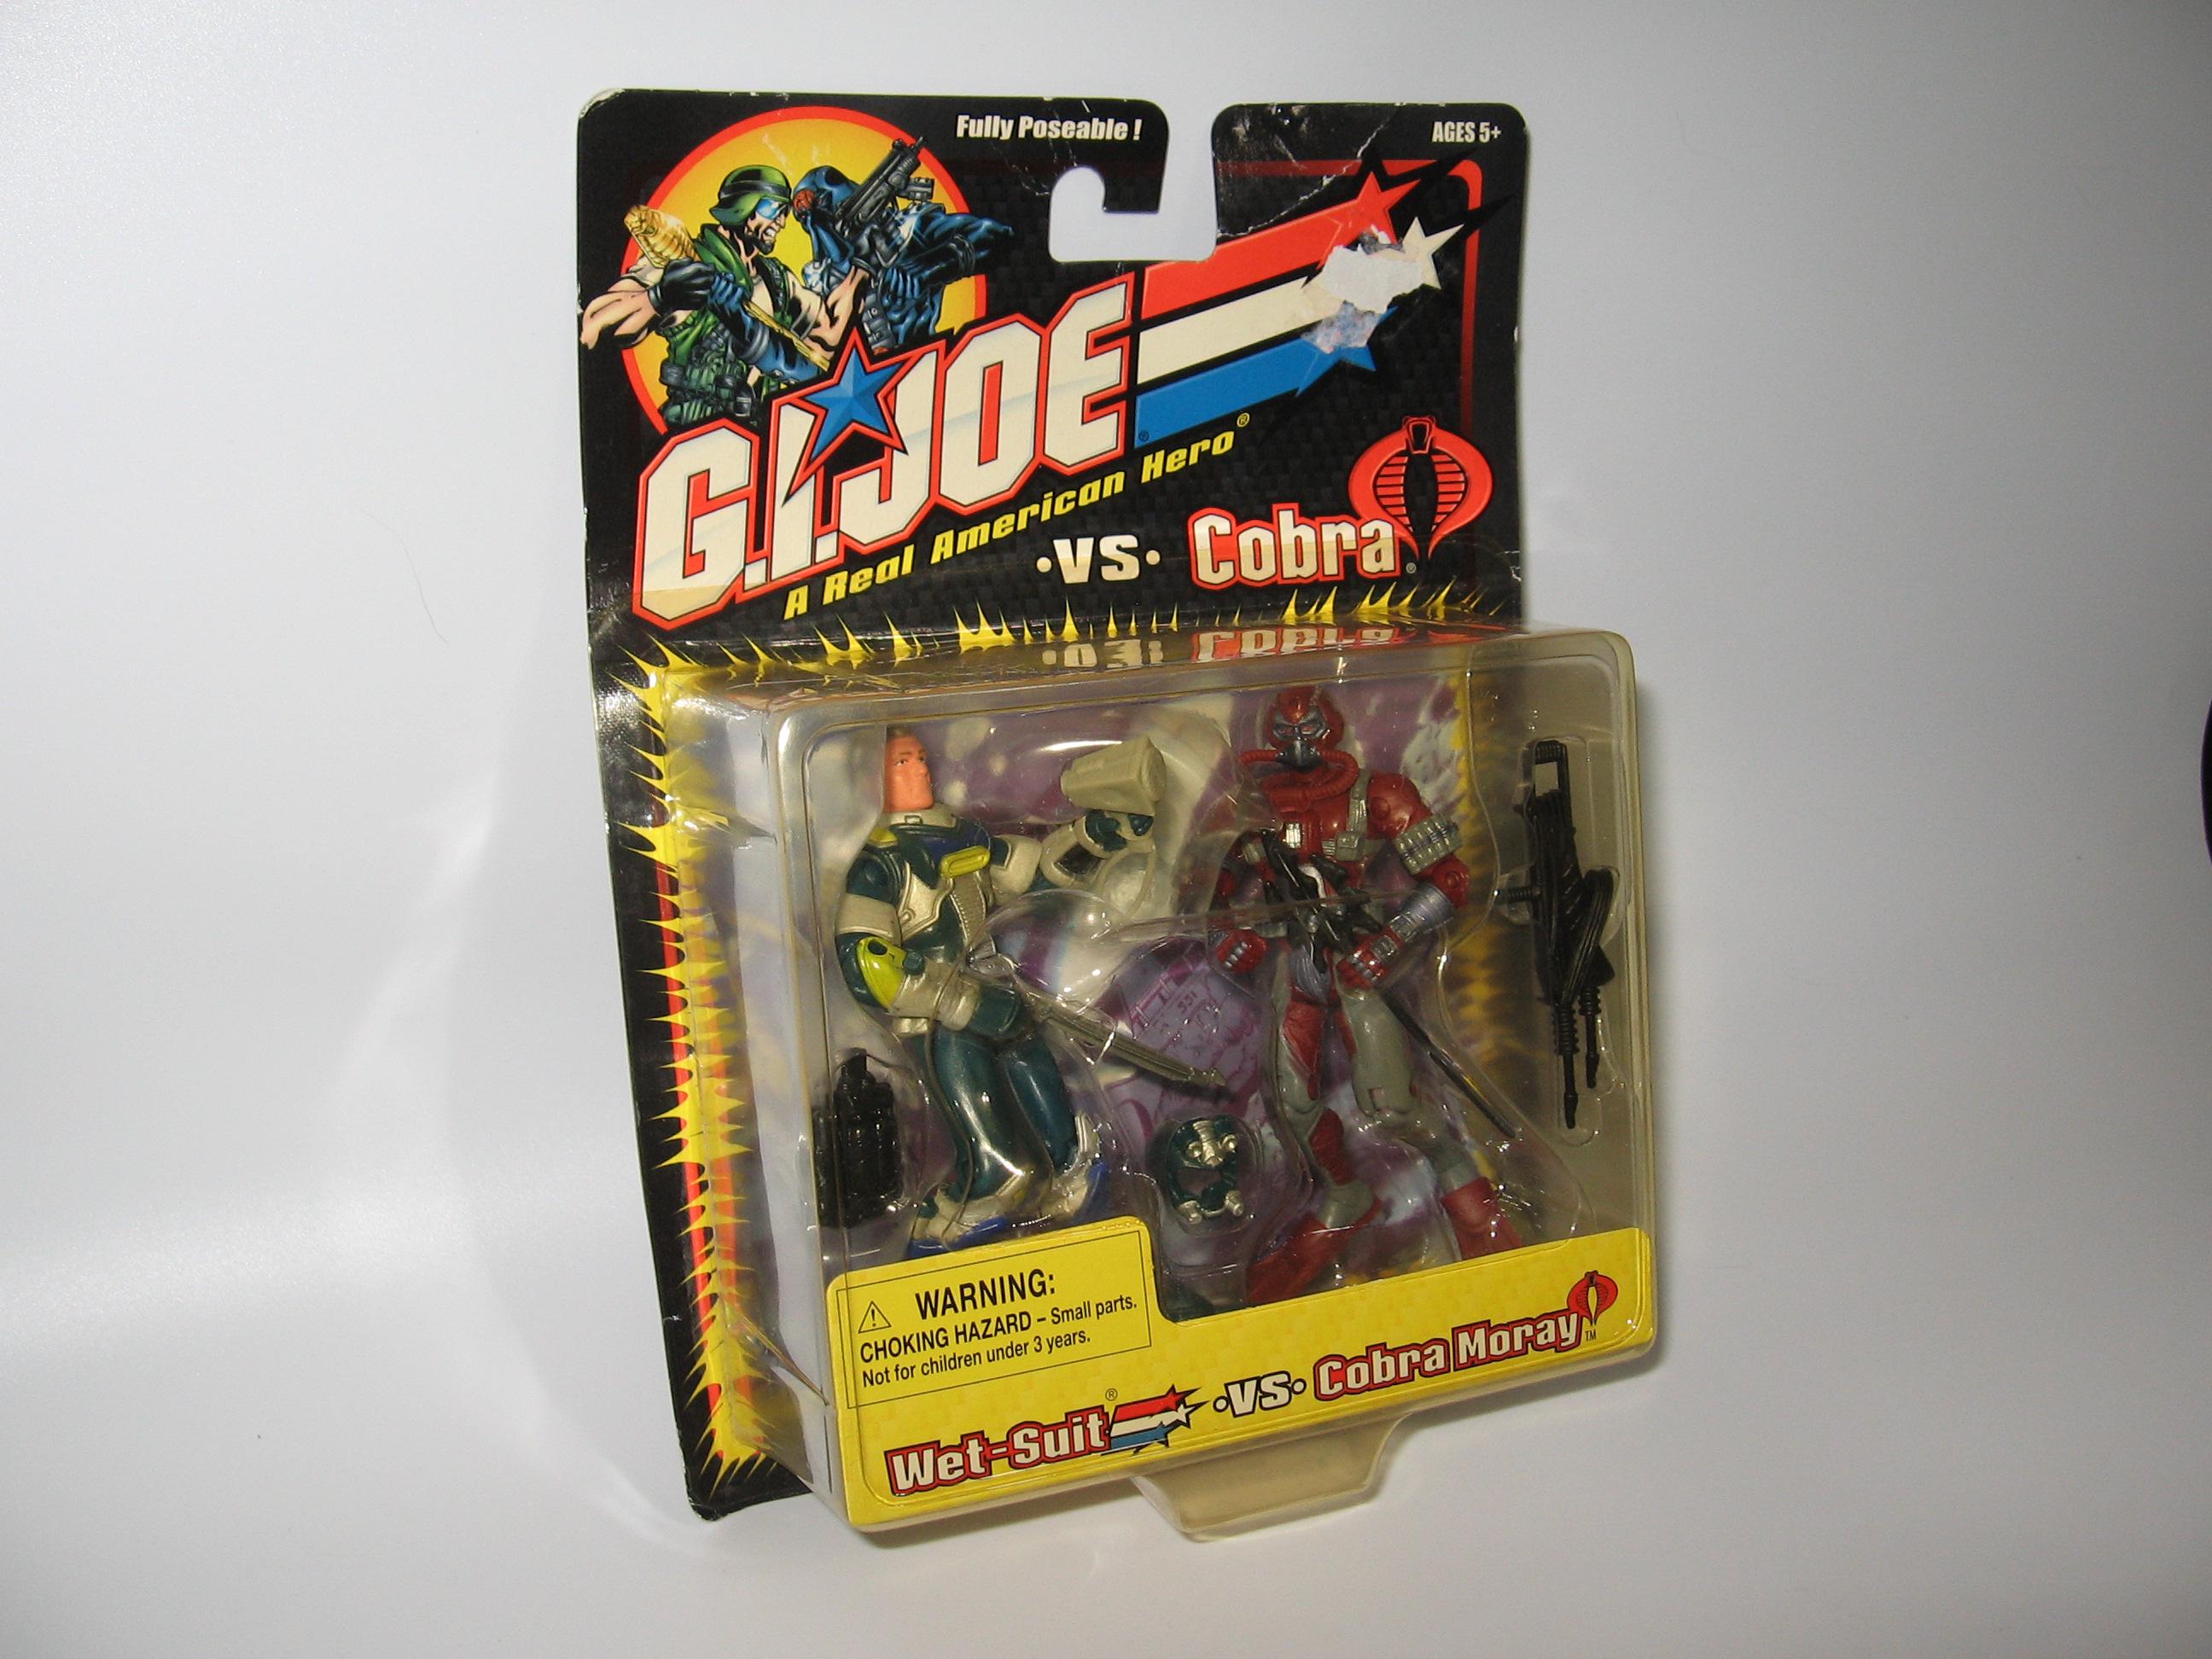 Fully Poseable!
AGES 5+
G.I. JOE®
A Real American Hero®
•VS• Cobra®
⚠ WARNING:
CHOKING HAZARD – Small parts.
Not for children under 3 years.
Wet-Suit® •VS• Cobra Moray™